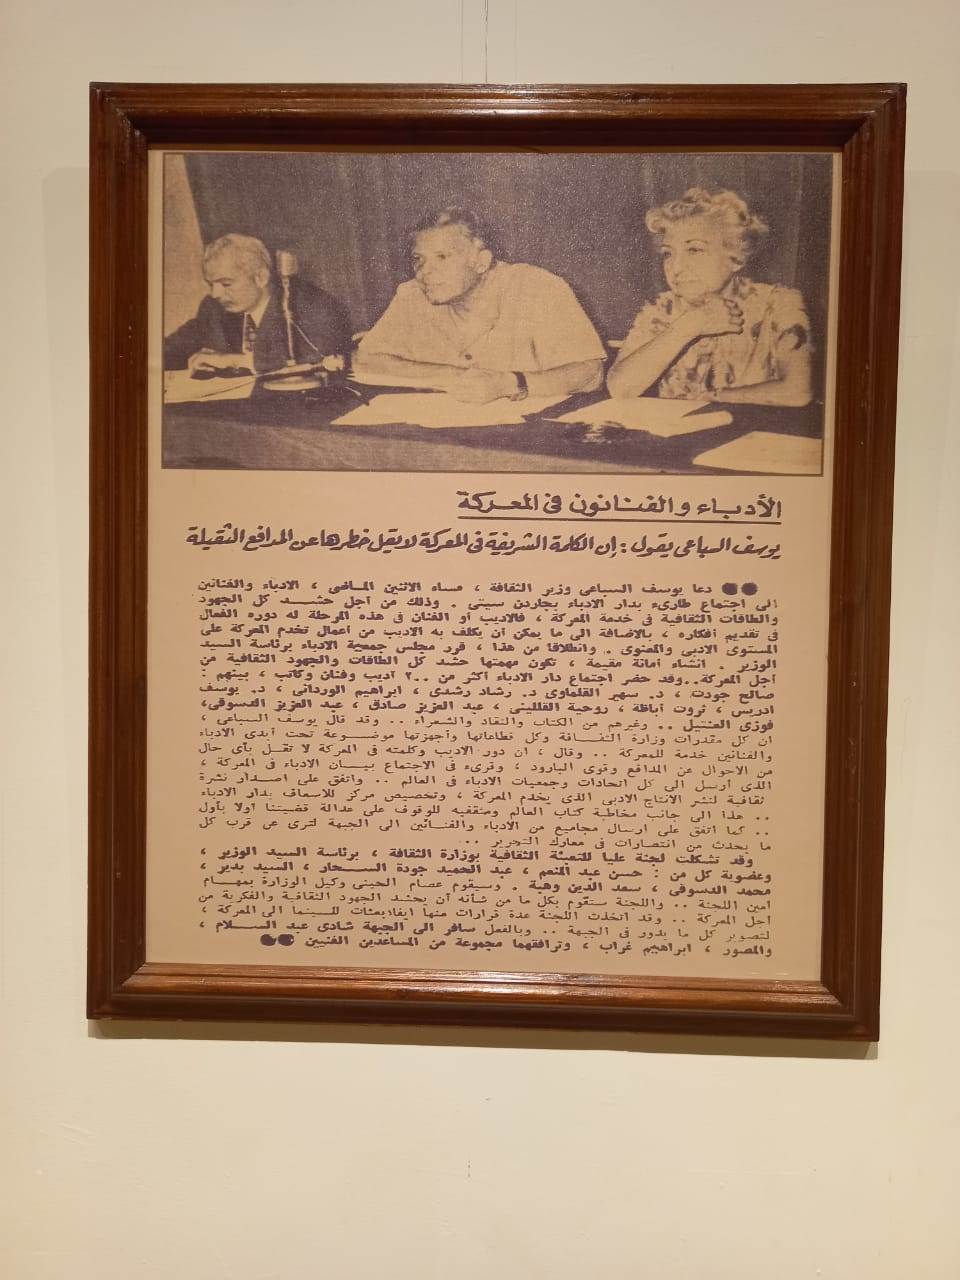 الأدباء والفنانون في المعركة
يوسف السباعى يقول : إن الكلمة الشريفة فى المعركة لا يقل خطرها عن المدافع الثقيلة
دعا يوسف السباعى وزير الثقافة ، مساء الاثنين الماضى ، الادباء والفنانين
الى اجتماع طارىء بدار الادباء بجاردن سيتى . وذلك من أجل حشد كل الجهود
والطاقات الثقافية فى خدمة المعركة ، فالاديب أو الفنان فى هذه المرحلة له دوره الفعال
فى تقديم أفكاره ، بالاضافة الى ما يمكن أن يكلف به الاديب من أعمال تخدم المعركة على
المستوى الادبى والمعنوى . وانطلاقا من هذا ، قرر مجلس جمعية الادباء برئاسة السيد
الوزير . انشاء أمانة مقيمة ، تكون مهمتها حشد كل الطاقات والجهود الثقافية من
أجل المعركة.. وقد حضر اجتماع دار الادباء أكثر من ٢٠٠ أديب وفنان وكاتب ، بينهم :
صالح جودت ، د. سهير القلماوى د. رشاد رشدى ، ابراهيم الوردانى ، د. يوسف
ادريس ، ثروت أباظة ، روحية القللينى ، عبد العزيز صادق ، عبد العزيز الدسوقى،
فوزى العنتيل .. وغيرهم من الكتاب والنقاد والشعراء .. وقد قال يوسف السباعى ،
ان كل مقدرات وزارة الثقافة وكل قطاعاتها وأجهزتها موضوعة تحت أيدى الادباء
والفنانين خدمة للمعركة .. وقال ، ان دور الاديب وكلمته فى المعركة لا تقل بأى حال
من الاحوال عن المدافع وقوى البارود ، وقرىء فى الاجتماع بيان الادباء فى المعركة ،
الذى أرسل الى كل اتحادات وجمعيات الادباء فى العالم .. واتفق على اصدار نشرة
ثقافية لنشر الانتاج الادبى الذى يخدم المعركة ، وتخصيص مركز للاسعاف بدار الادباء
.. هذا الى جانب مخاطبة كتاب العالم ومثقفيه للوقوف على عدالة قضيتنا أولا بأول
.. كما اتفق على ارسال مجاميع من الادباء والفنانين الى الجبهة لترى عن قرب كل
ما يحدث من انتصارات فى معارك التحرير ..
وقد تشكلت لجنة عليا للتعبئة الثقافية بوزارة الثقافة ، برئاسة السيد الوزير ،
وعضوية كل من : حسن عبد المنعم ، عبد الحميد جودة السحار ، السيد بدير ،
محمد الدسوقى ، سعد الدين وهبة . وسيقوم عصام الحينى وكيل الوزارة بمهام
أمين اللجنة .. واللجنة ستقوم بكل ما من شأنه أن يحشد الجهود الثقافية والفكرية من
أجل المعركة .. وقد اتخذت اللجنة عدة قرارات منها ايفاد بعثات للسينما الى المعركة ،
لتصوير كل ما يدور فى الجبهة .. وبالفعل سافر الى الجبهة شادى عبد السلام ،
والمصور ، ابراهيم غراب ، وترافقهما مجموعة من المساعدين الفنيين